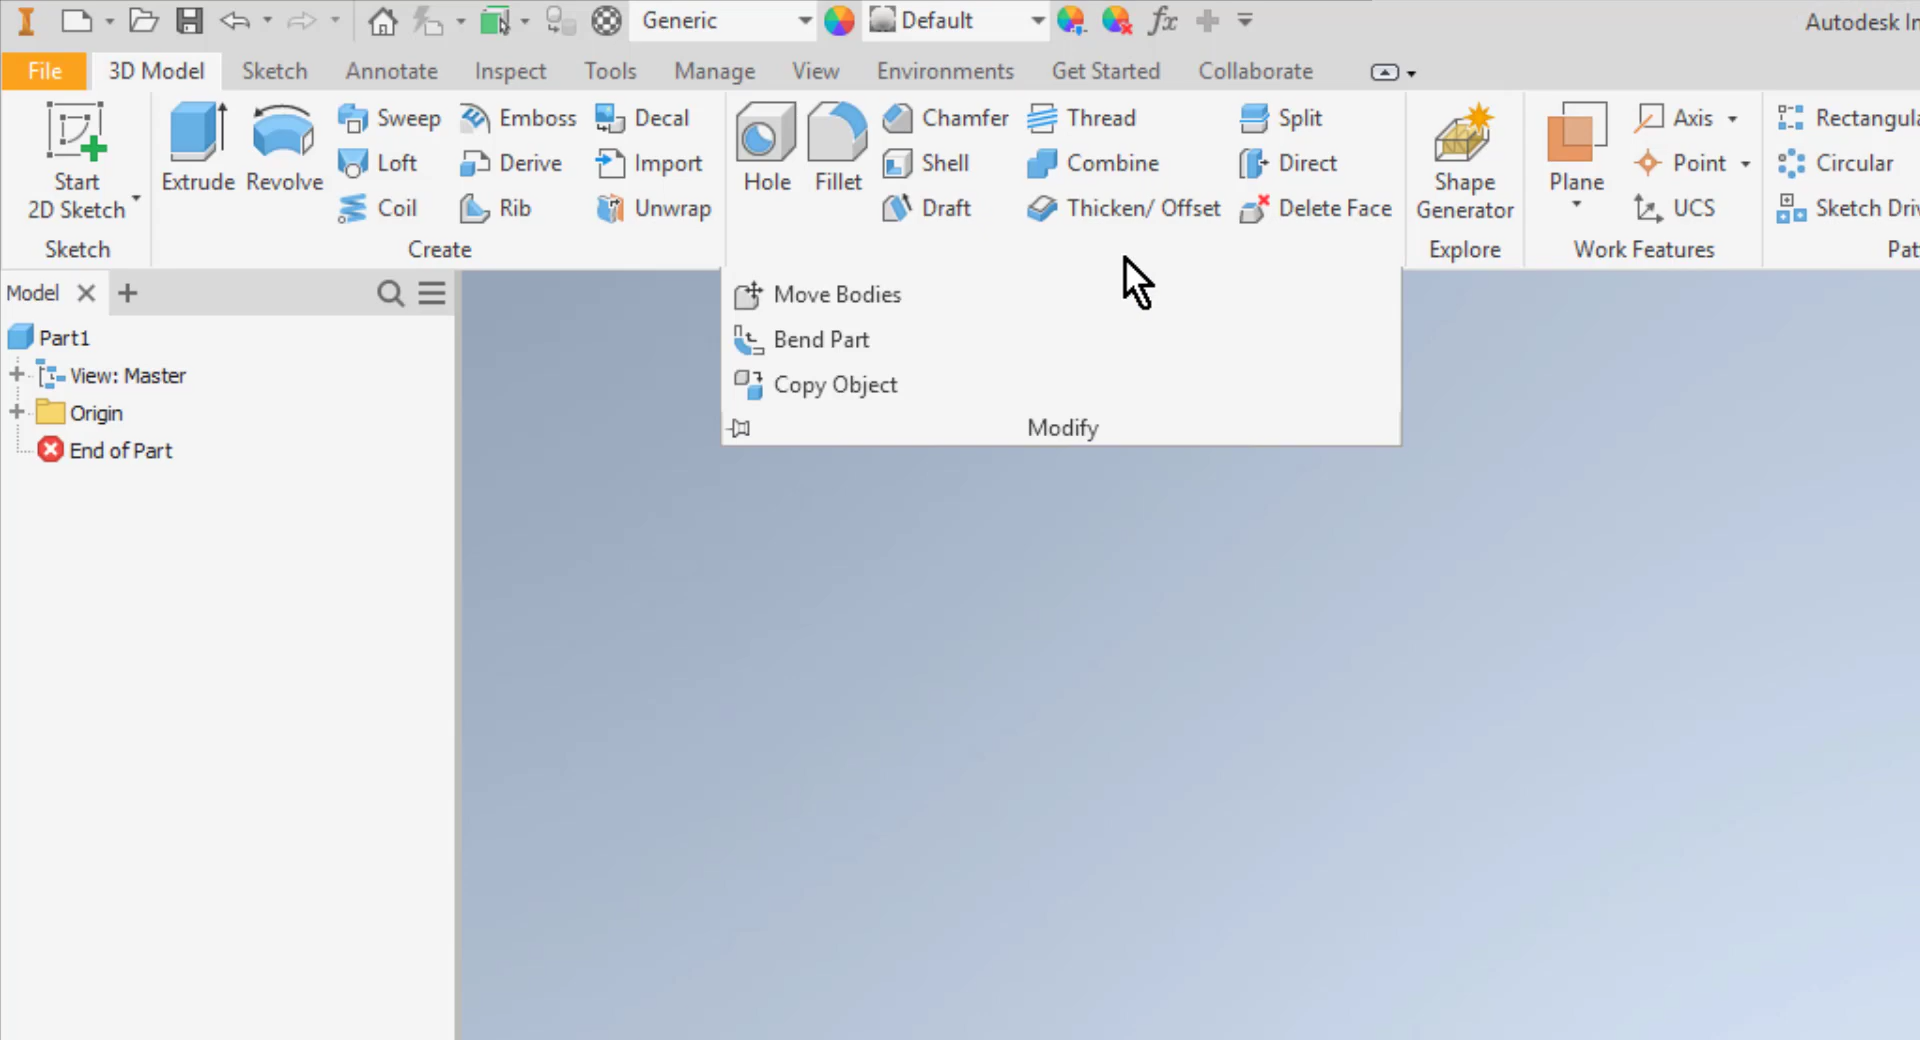 Generic
Default
Autodesk In
File
3D Model
Sketch
Annotate
Inspect
Tools
Manage
View
Environments
Get Started
Collaborate
Start
2D Sketch
Sketch
Extrude
Revolve
Sweep
Loft
Coil
Emboss
Derive
Rib
Decal
Import
Unwrap
Create
Hole
Fillet
Chamfer
Shell
Draft
Thread
Combine
Thicken/ Offset
Split
Direct
Delete Face
Shape
Generator
Explore
Plane
Axis
Point
UCS
Work Features
Rectangula
Circular
Sketch Driv
Pat
Move Bodies
Bend Part
Copy Object
Modify
Model
Part1
View: Master
Origin
End of Part